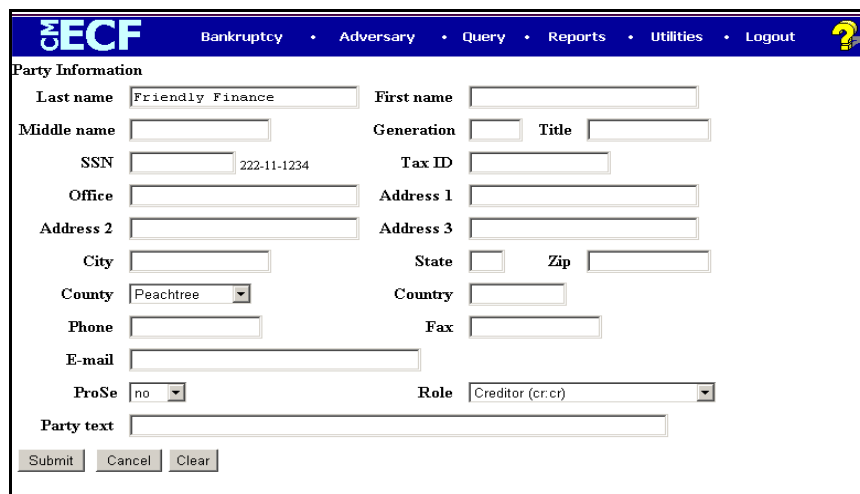 CM ECF Bankruptcy • Adversary • Query • Reports • Utilities • Logout ?
Party Information
Last name Friendly Finance First name
Middle name Generation Title
SSN 222-11-1234 Tax ID
Office Address 1
Address 2 Address 3
City State Zip
County Peachtree Country
Phone Fax
E-mail
ProSe no Role Creditor (cr:cr)
Party text
Submit Cancel Clear